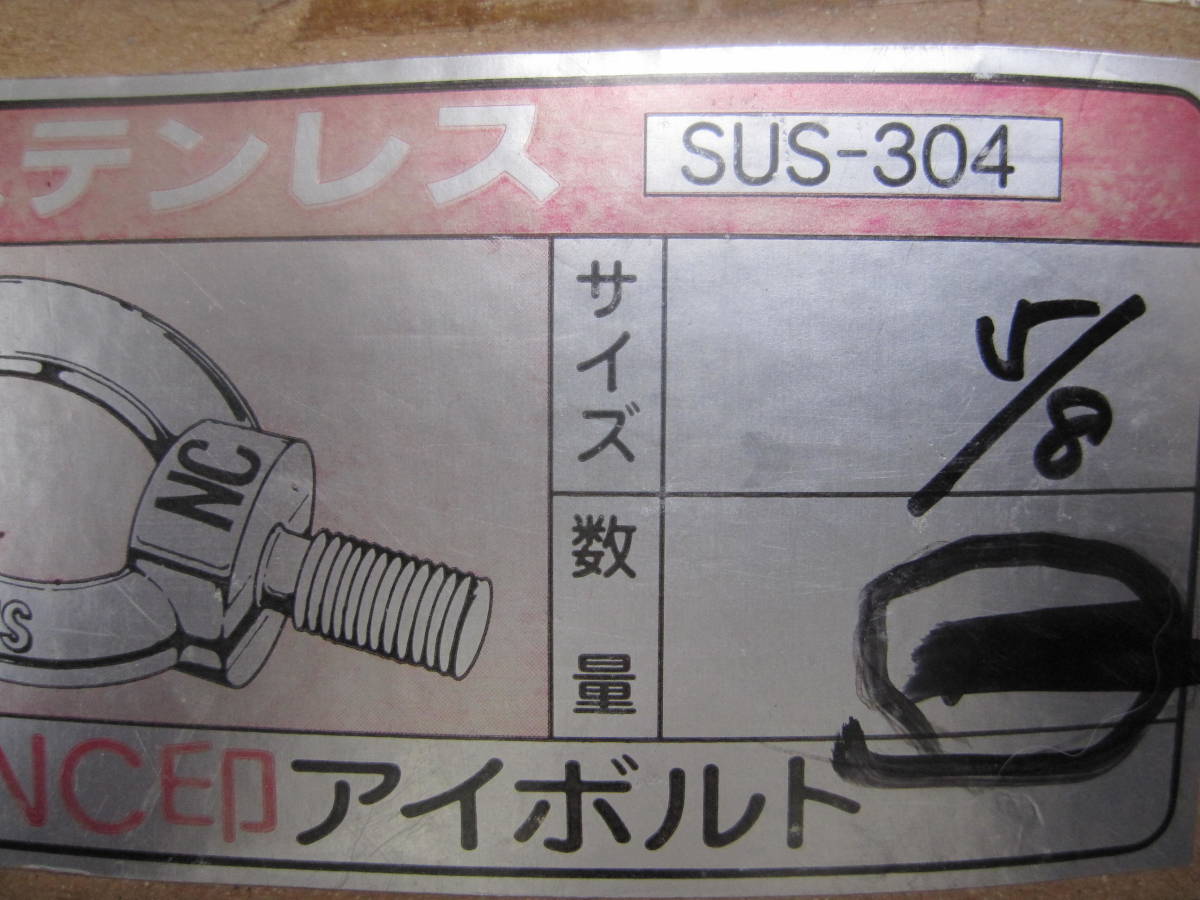 ステンレス SUS-304
サイズ 5/8
NC
S
数量
NC印アイボルト